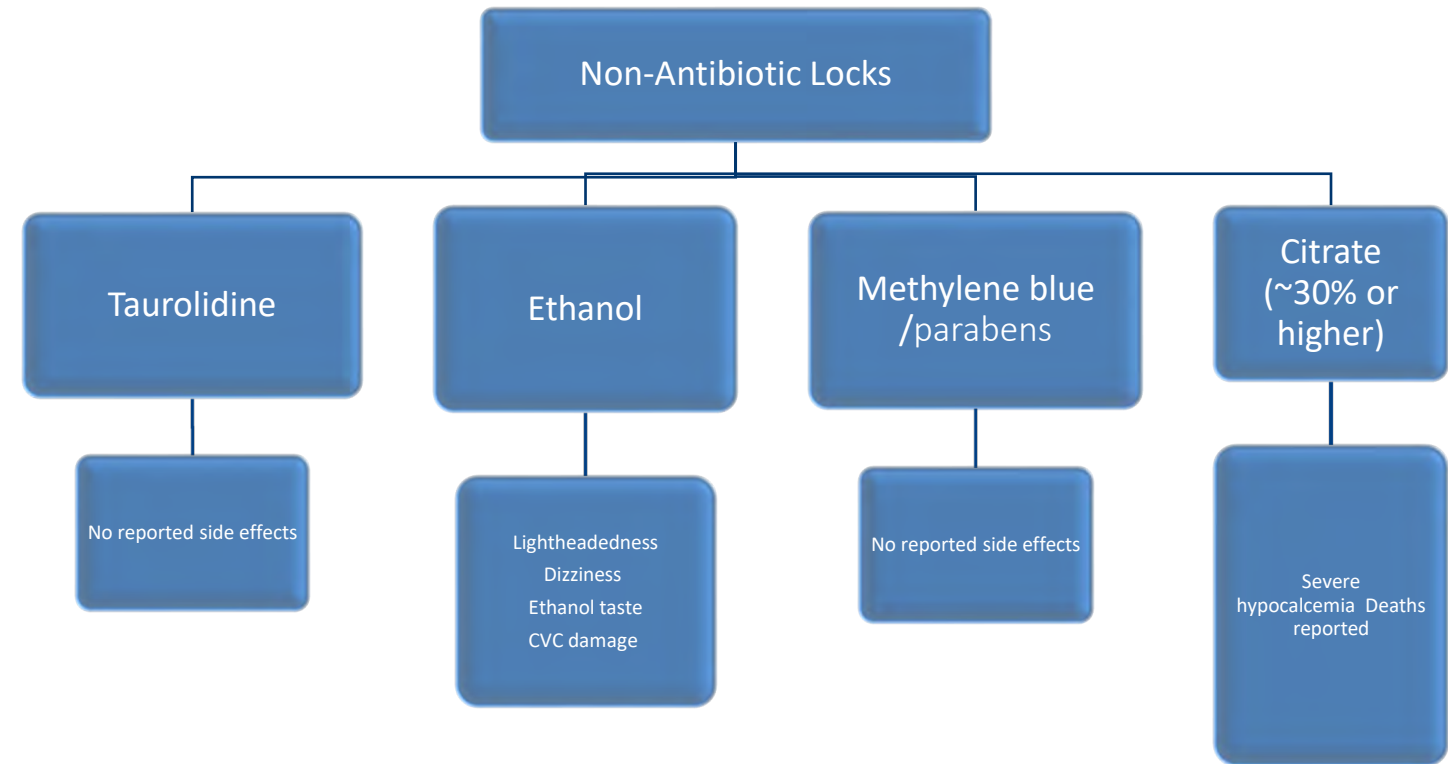 Non-Antibiotic Locks
Taurolidine
Ethanol
Methylene blue
/parabens
Citrate
(~30% or
higher)
No reported side effects
Lightheadedness
Dizziness
Ethanol taste
CVC damage
No reported side effects
Severe
hypocalcemia Deaths
reported